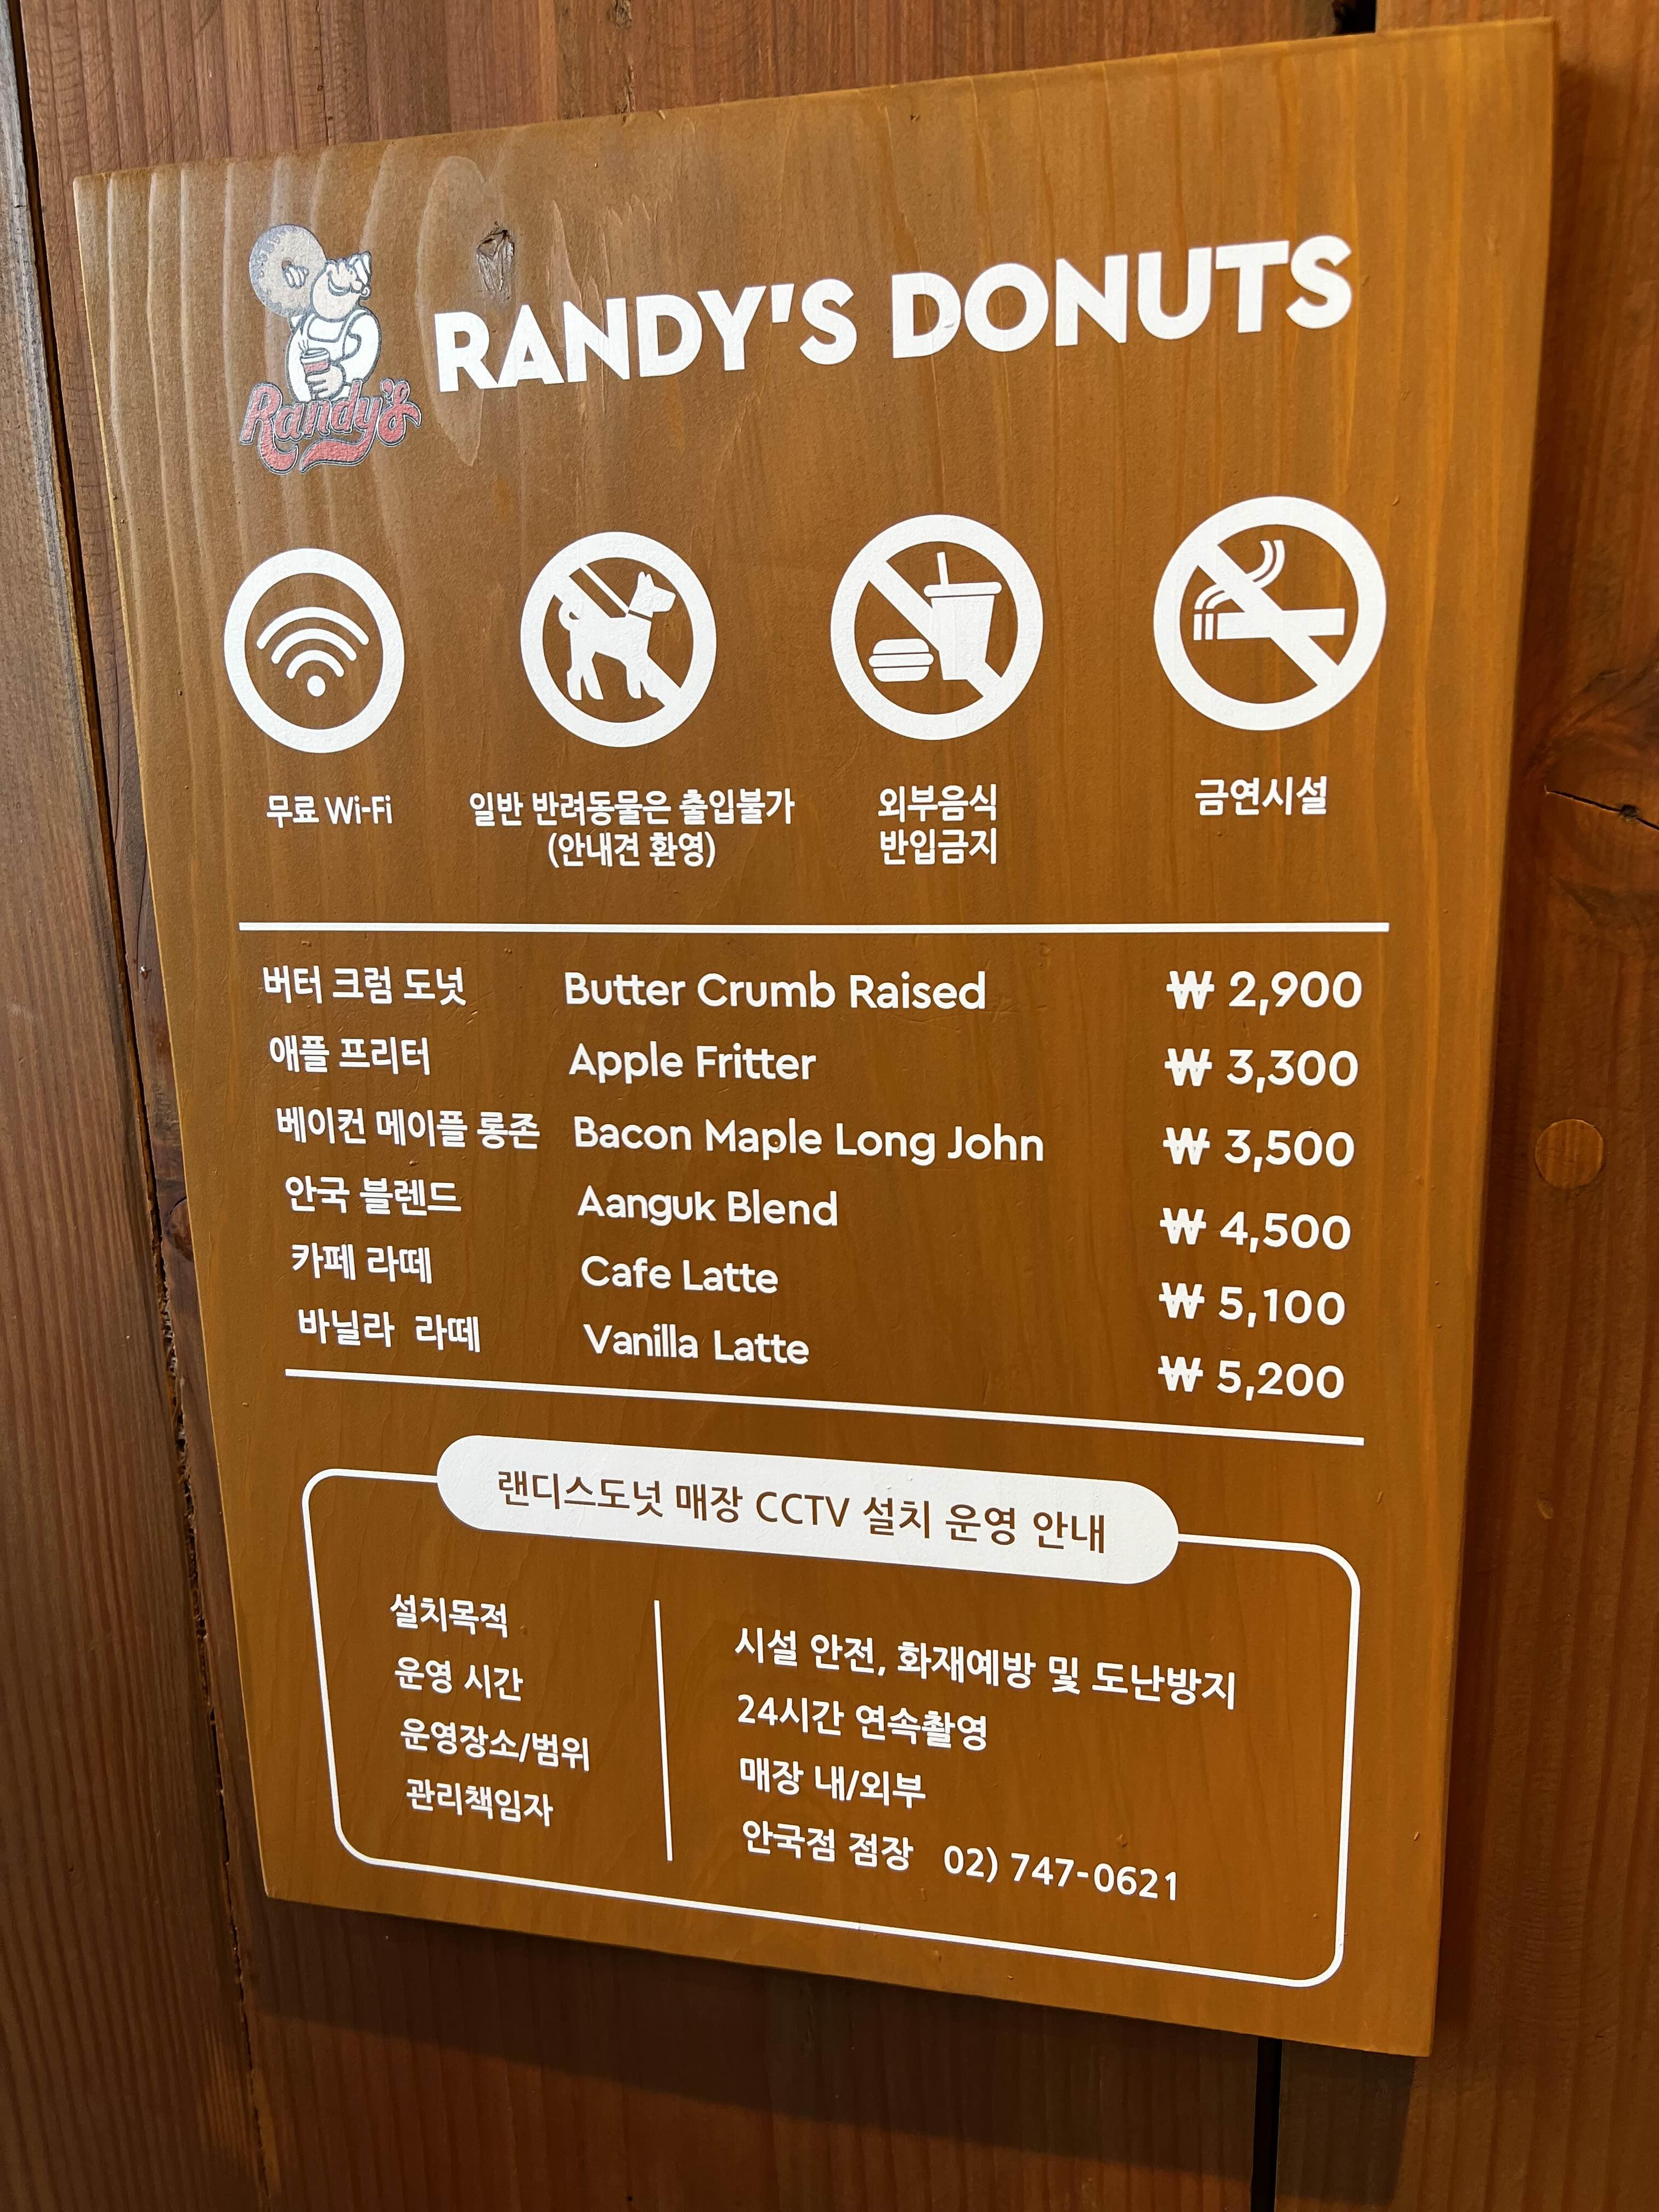 Randy's
RANDY'S DONUTS
무료 Wi-Fi
일반 반려동물은 출입불가
(안내견 환영)
외부음식
반입금지
금연시설
버터 크럼 도넛 Butter Crumb Raised ₩ 2,900
애플 프리터 Apple Fritter ₩ 3,300
베이컨 메이플 롱존 Bacon Maple Long John ₩ 3,500
안국 블렌드 Aanguk Blend ₩ 4,500
카페 라떼 Cafe Latte ₩ 5,100
바닐라 라떼 Vanilla Latte ₩ 5,200
랜디스도넛 매장 CCTV 설치 운영 안내
설치목적 시설 안전, 화재예방 및 도난방지
운영 시간 24시간 연속촬영
운영장소/범위 매장 내/외부
관리책임자 안국점 점장 02) 747-0621